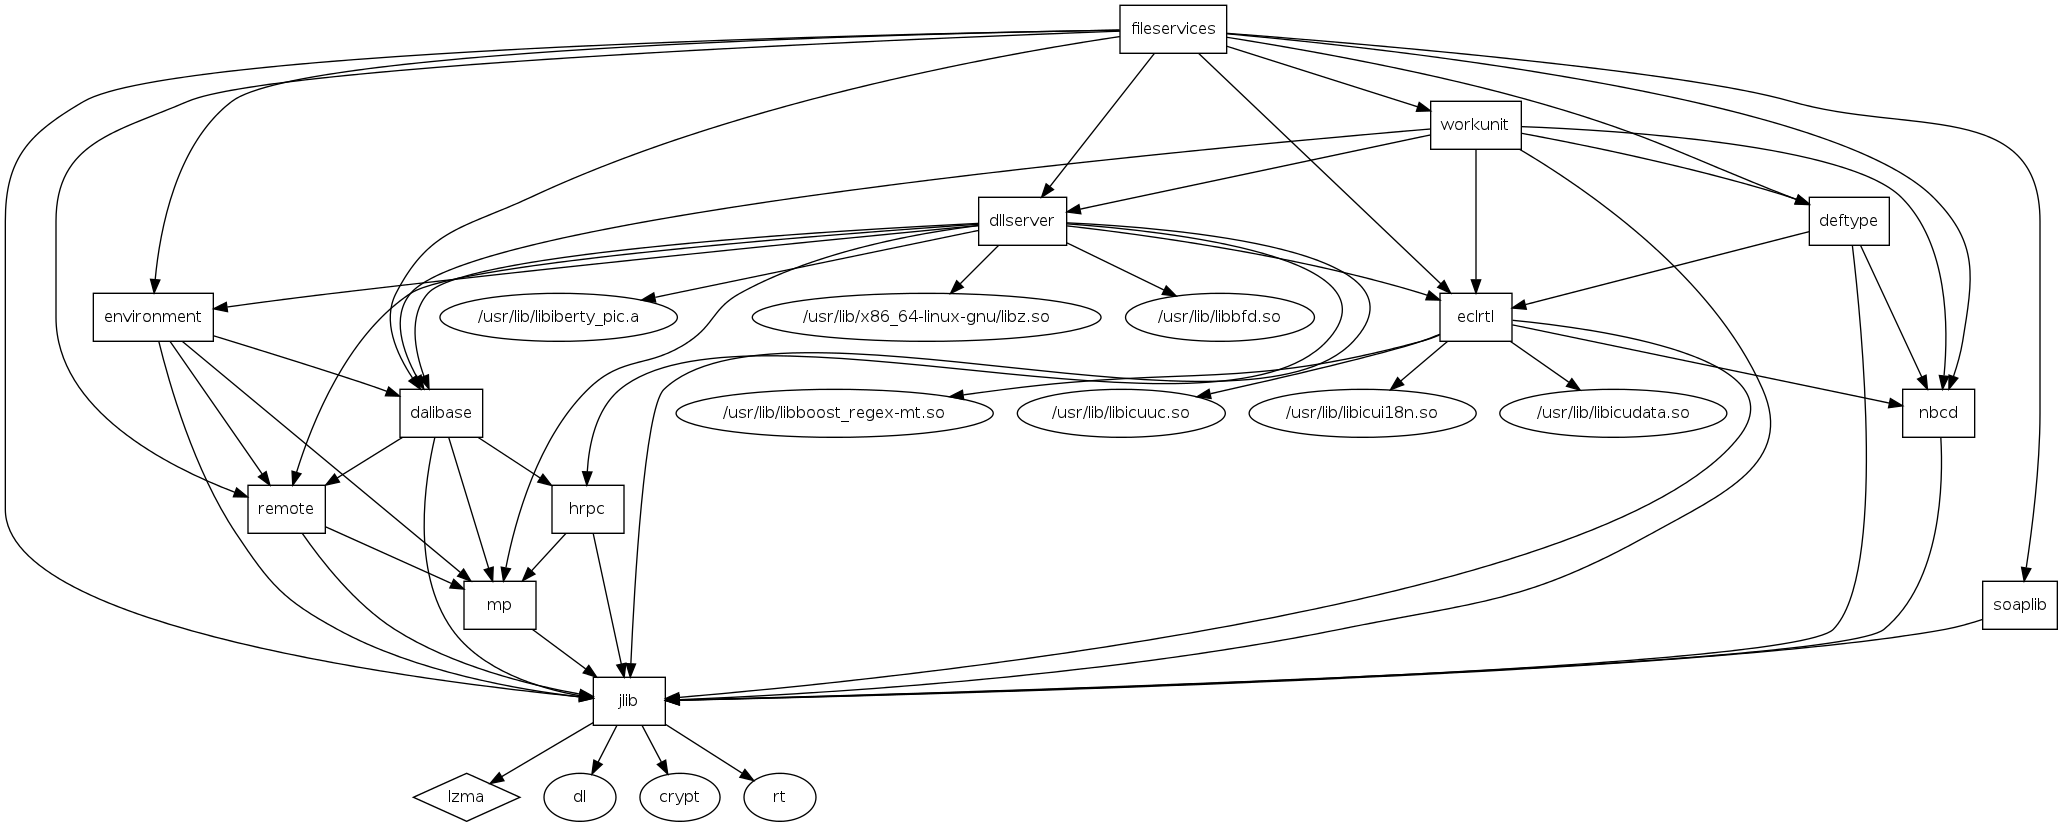 fileservices
workunit
dllserver
deftype
environment
/usr/lib/libiberty_pic.a
/usr/lib/x86_64-linux-gnu/libz.so
/usr/lib/libbfd.so
eclrtl
dalibase
/usr/lib/libboost_regex-mt.so
/usr/lib/libicuuc.so
/usr/lib/libicui18n.so
/usr/lib/libicudata.so
nbcd
remote
hrpc
mp
soaplib
jlib
lzma
dl
crypt
rt